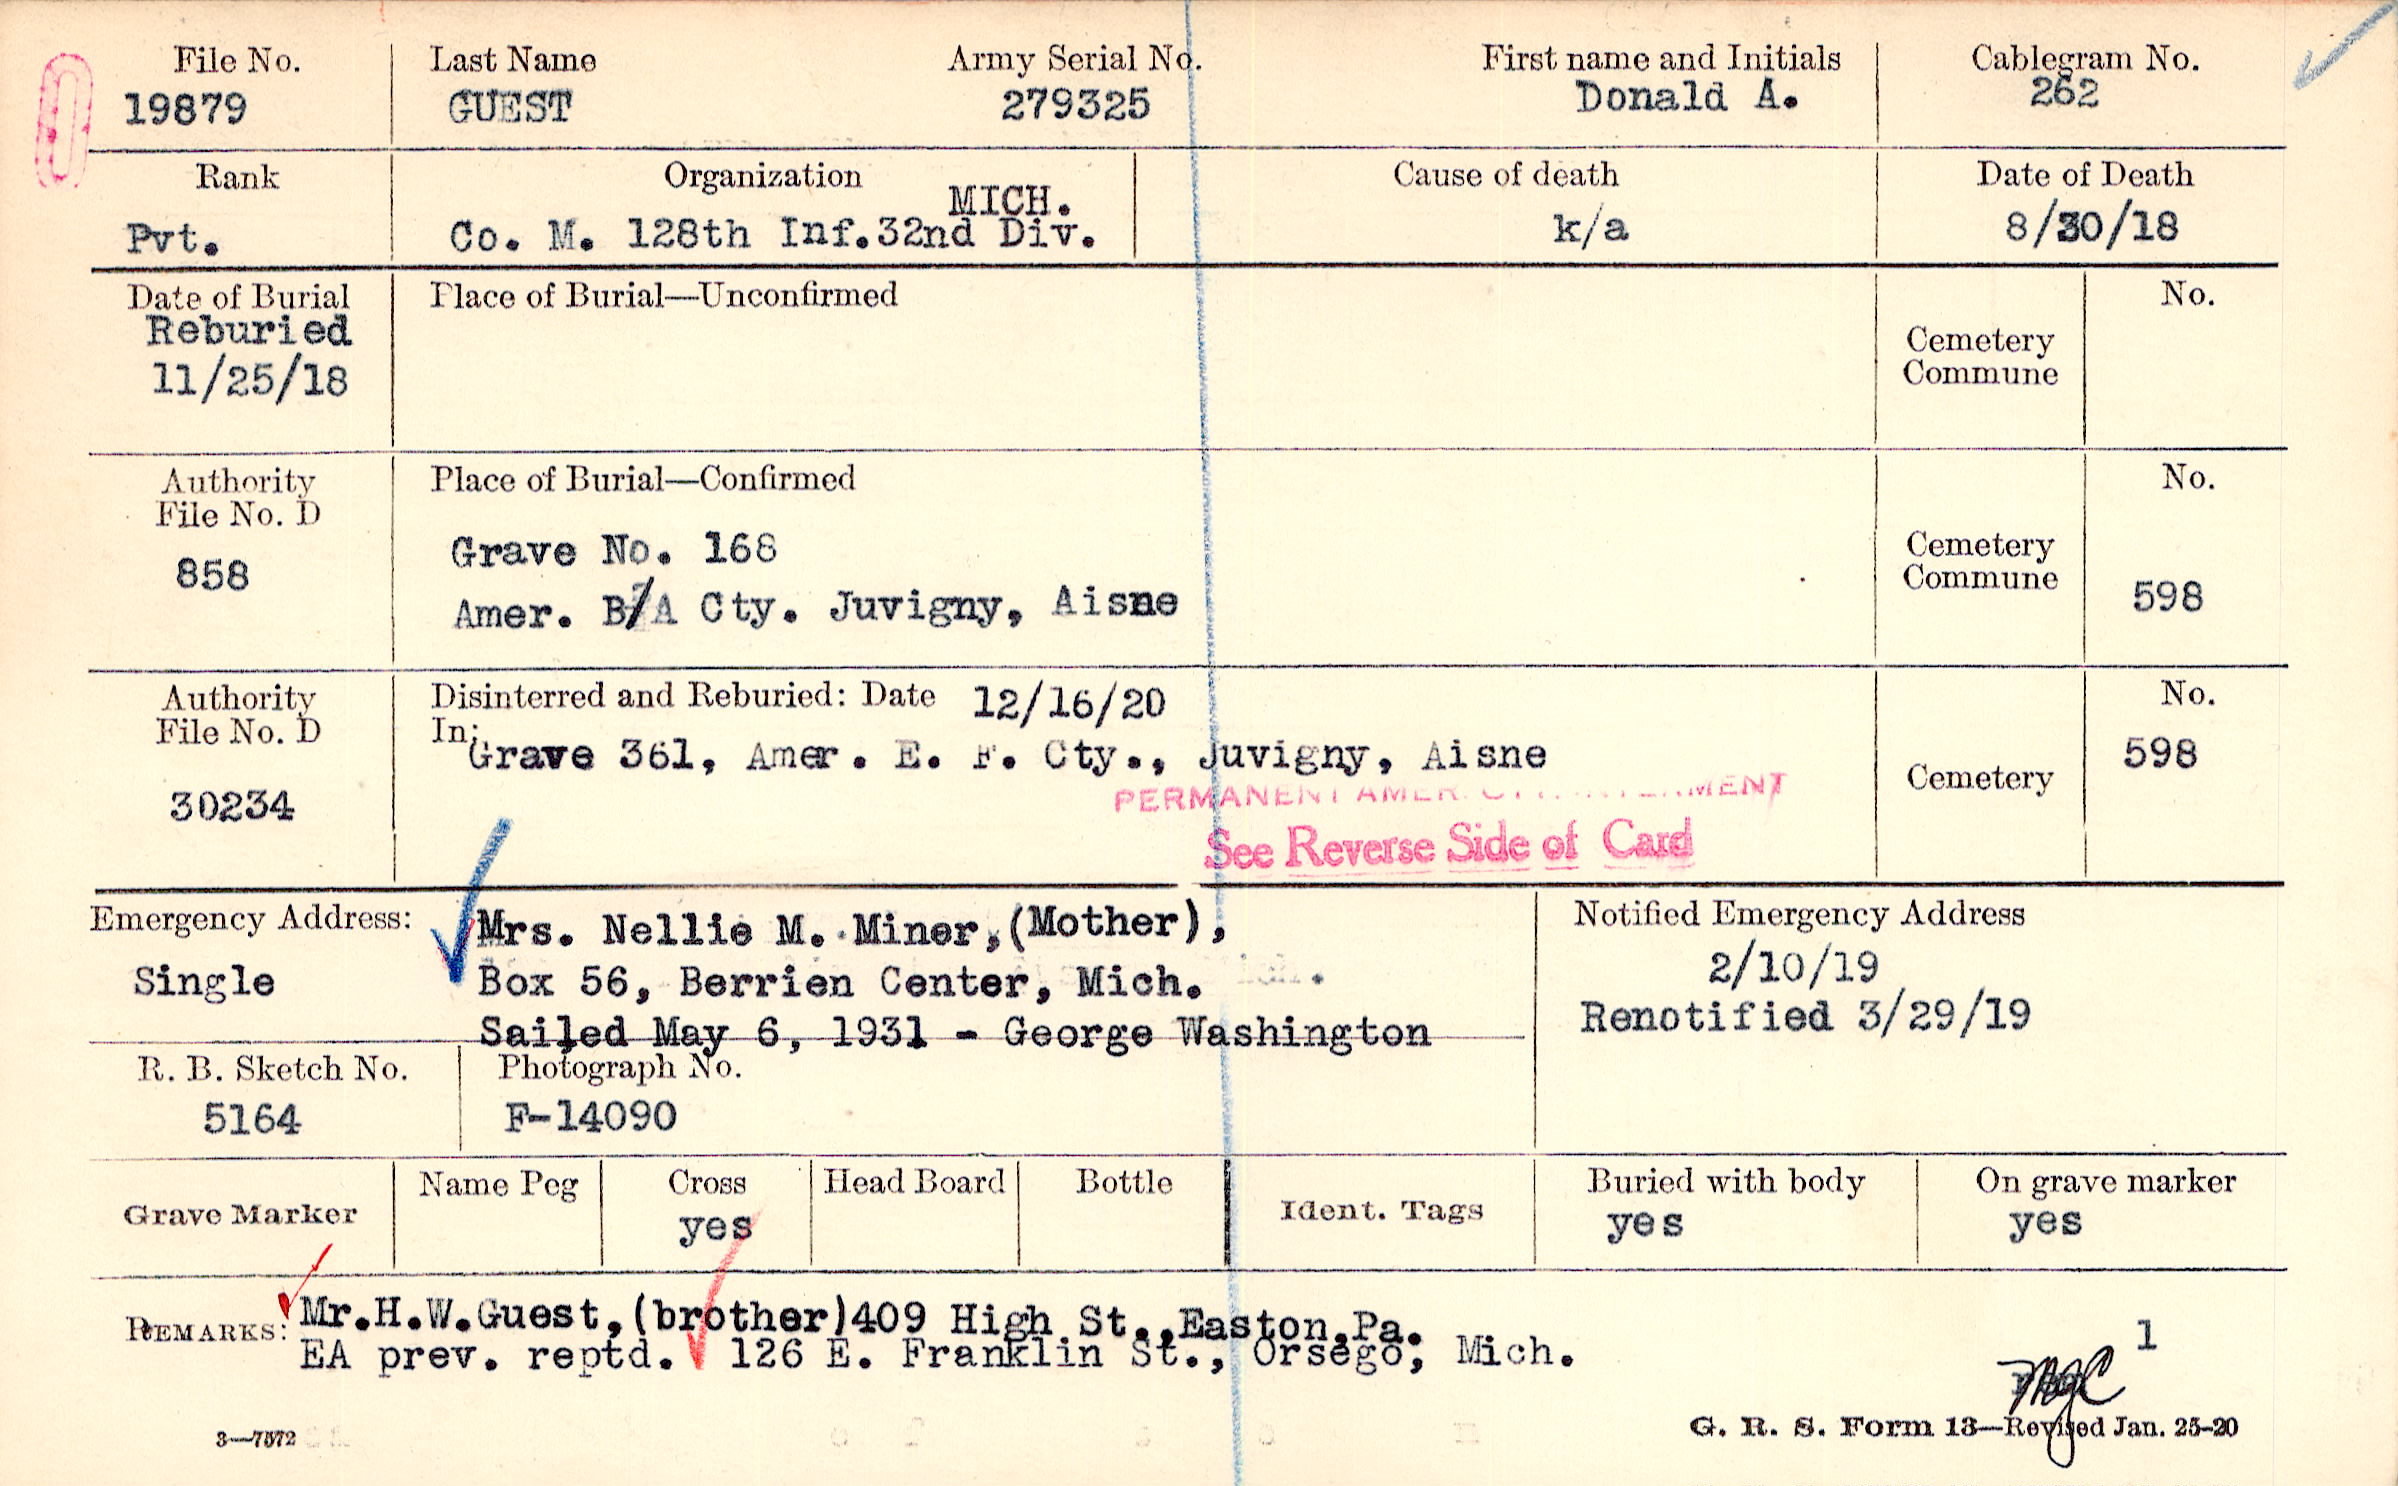 File No.
19879
Last Name
GUEST
Army Serial No.
279325
First name and Initials
Donald A.
Cablegram No.
262
Rank
Pvt.
Organization
MICH.
Co. M. 128th Inf.32nd Div.
Cause of death
k/a
Date of Death
8/30/18
Date of Burial
Reburied
11/25/18
Place of Burial—Unconfirmed
Cemetery
Commune
No.
Authority
File No. D
858
Place of Burial—Confirmed
Grave No. 168
Amer. B/A Cty. Juvigny, Aisne
Cemetery
Commune
No.
598
Authority
File No. D
30234
Disinterred and Reburied: Date 12/16/20
In:
Grave 361, Amer. E. F. Cty., Juvigny, Aisne
PERMANENT AMER.
See Reverse Side of Card
Cemetery
No.
598
Emergency Address:
Single
Mrs. Nellie M. Miner,(Mother),
Box 56, Berrien Center, Mich.
Sailed May 6, 1931 - George Washington
Notified Emergency Address
2/10/19
Renotified 3/29/19
R. B. Sketch No.
5164
Photograph No.
F-14090
Grave Marker
Name Peg
Cross
yes
Head Board
Bottle
Ident. Tags
Buried with body
yes
On grave marker
yes
REMARKS:
Mr.H.W.Guest,(brother)409 High St.,Easton,Pa.
EA prev. reptd. 126 E. Franklin St., Orsego, Mich.
1
3—7572
G. R. S. Form 13—Revised Jan. 25-20